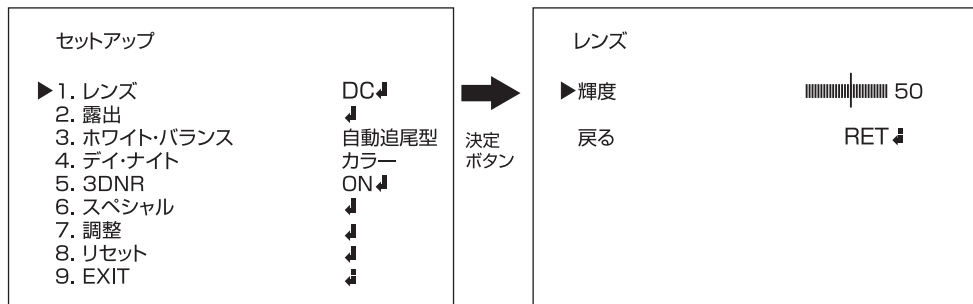 セットアップ
▶1. レンズ DC↲
2. 露出 ↲
3. ホワイト・バランス 自動追尾型
4. デイ・ナイト カラー
5. 3DNR ON↲
6. スペシャル ↲
7. 調整 ↲
8. リセット ↲
9. EXIT ↲
決定
ボタン
レンズ
▶輝度 50
戻る RET↲